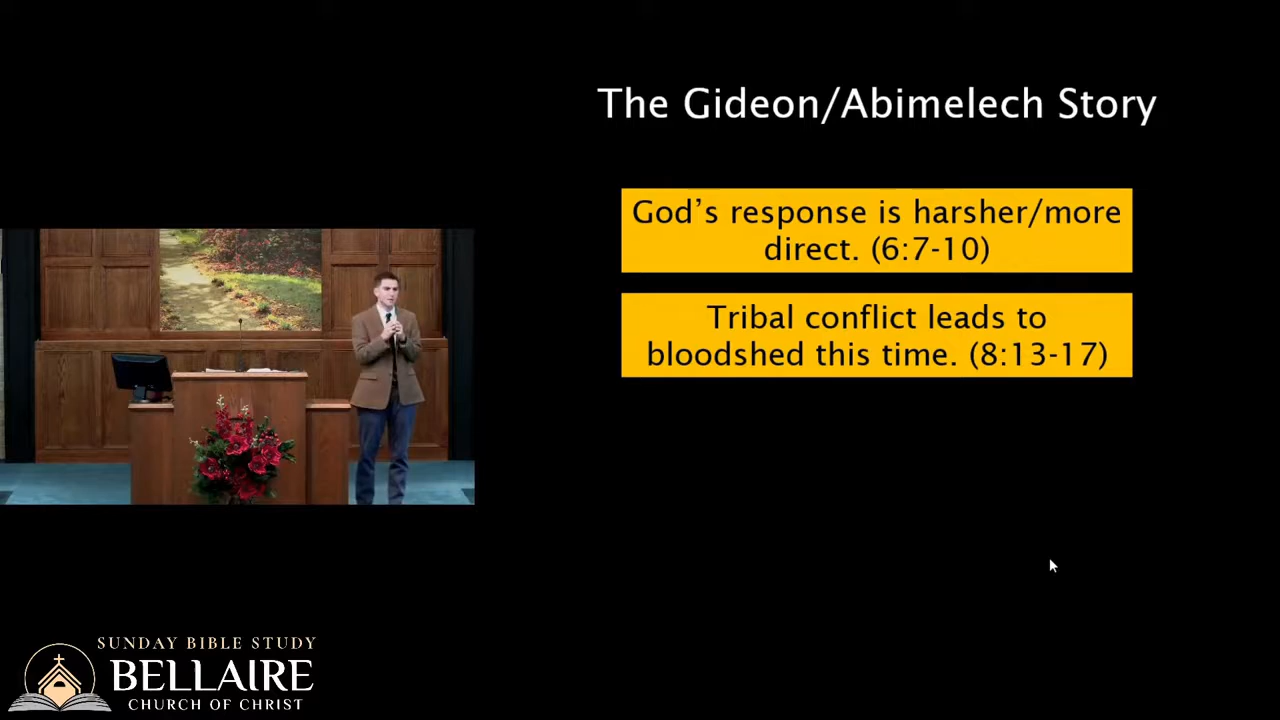 The Gideon/Abimelech Story
God’s response is harsher/more
direct. (6:7-10)
Tribal conflict leads to
bloodshed this time. (8:13-17)
SUNDAY BIBLE STUDY
BELLAIRE
CHURCH OF CHRIST